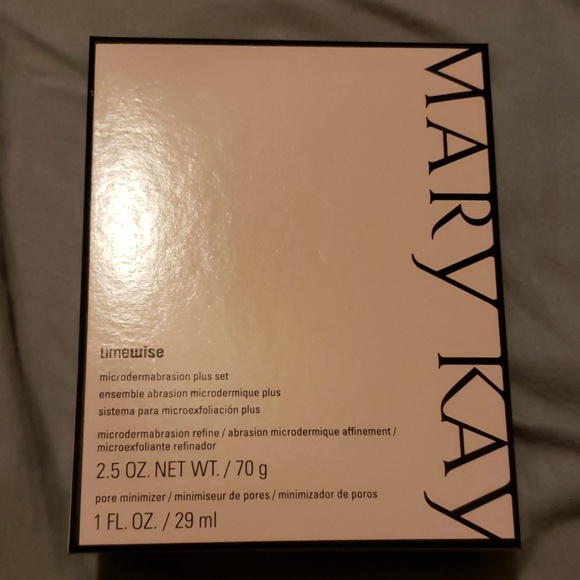 MARY KAY
timewise
microdermabrasion plus set
ensemble abrasion microdermique plus
sistema para microexfoliación plus
microdermabrasion refine / abrasion microdermique affinement /
microexfoliante refinador
2.5 OZ. NET WT. / 70 g
pore minimizer / minimiseur de pores / minimizador de poros
1 FL. OZ. / 29 ml